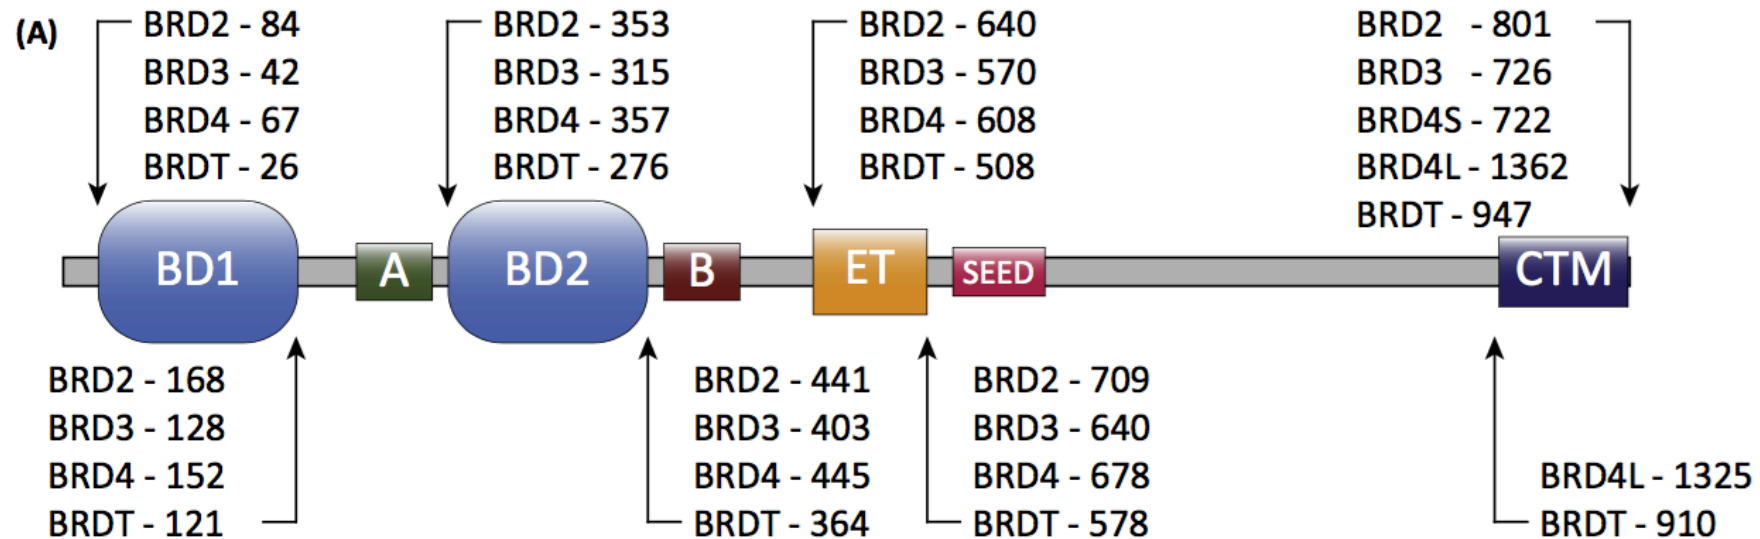 (A)
BRD2 - 84
BRD3 - 42
BRD4 - 67
BRDT - 26
BRD2 - 353
BRD3 - 315
BRD4 - 357
BRDT - 276
BRD2 - 640
BRD3 - 570
BRD4 - 608
BRDT - 508
BRD2 - 801
BRD3 - 726
BRD4S - 722
BRD4L - 1362
BRDT - 947
BD1
A
BD2
B
ET
SEED
CTM
BRD2 - 168
BRD3 - 128
BRD4 - 152
BRDT - 121
BRD2 - 441
BRD3 - 403
BRD4 - 445
BRDT - 364
BRD2 - 709
BRD3 - 640
BRD4 - 678
BRDT - 578
BRD4L - 1325
BRDT - 910